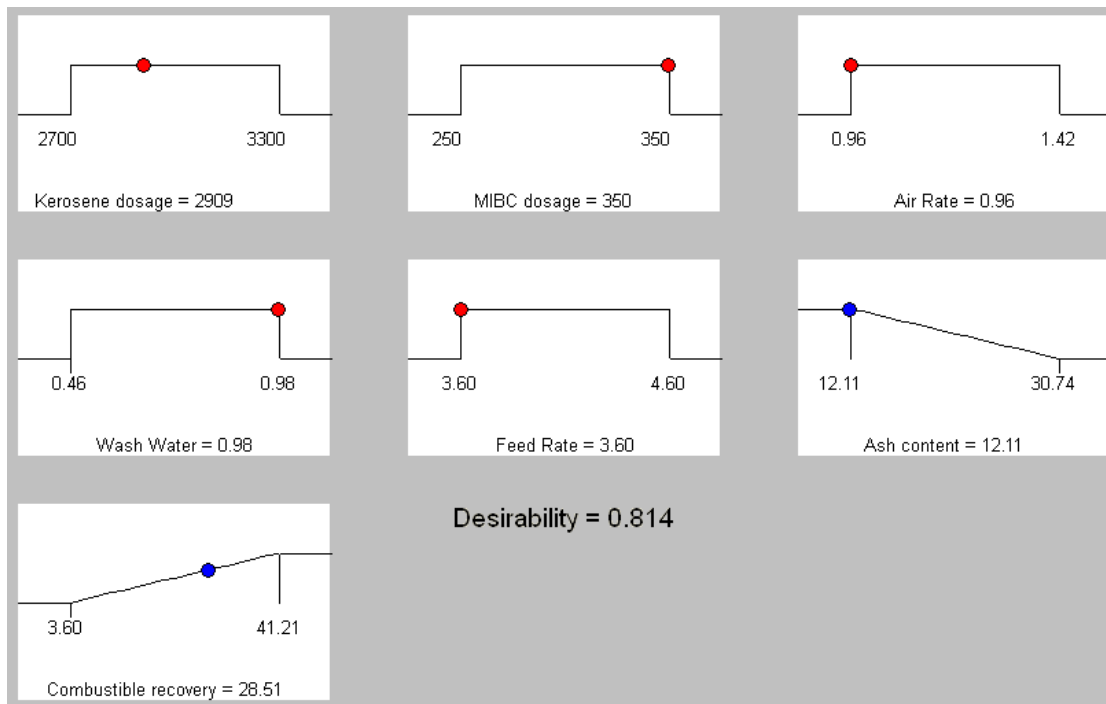 2700 3300
Kerosene dosage = 2909
250 350
MIBC dosage = 350
0.96 1.42
Air Rate = 0.96
0.46 0.98
Wash Water = 0.98
3.60 4.60
Feed Rate = 3.60
12.11 30.74
Ash content = 12.11
3.60 41.21
Combustible recovery = 28.51
Desirability = 0.814